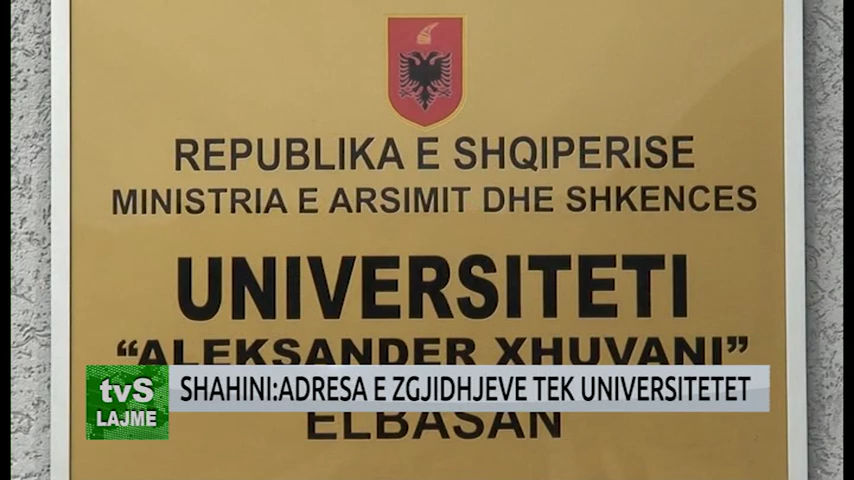 REPUBLIKA E SHQIPERISE
MINISTRIA E ARSIMIT DHE SHKENCES
UNIVERSITETI
“ALEKSANDER XHUVANI”
tvS
SHAHINI:ADRESA E ZGJIDHJEVE TEK UNIVERSITETET
LAJME
ELBASAN